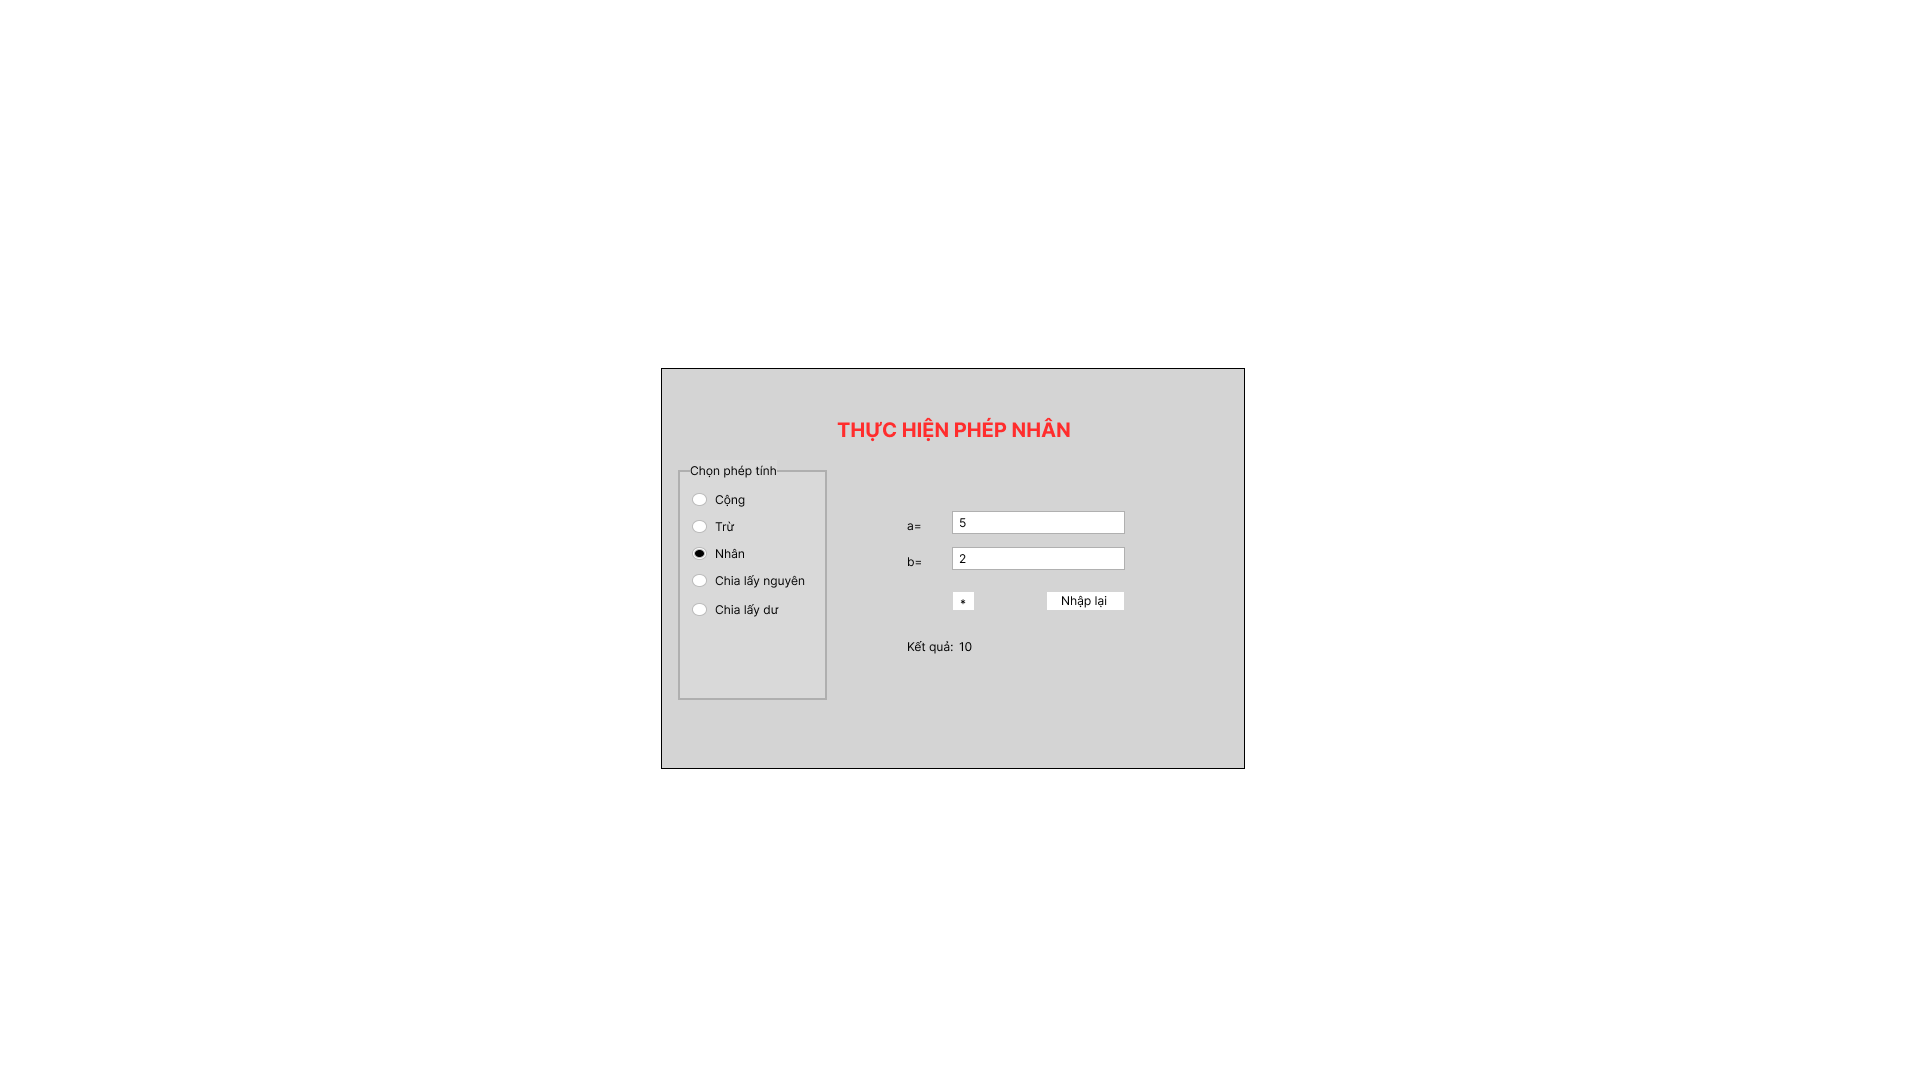 THỰC HIỆN PHÉP NHÂN
Chọn phép tính
Cộng
Trừ
Nhân
Chia lấy nguyên
Chia lấy dư
a= 5
b= 2
* Nhập lại
Kết quả: 10